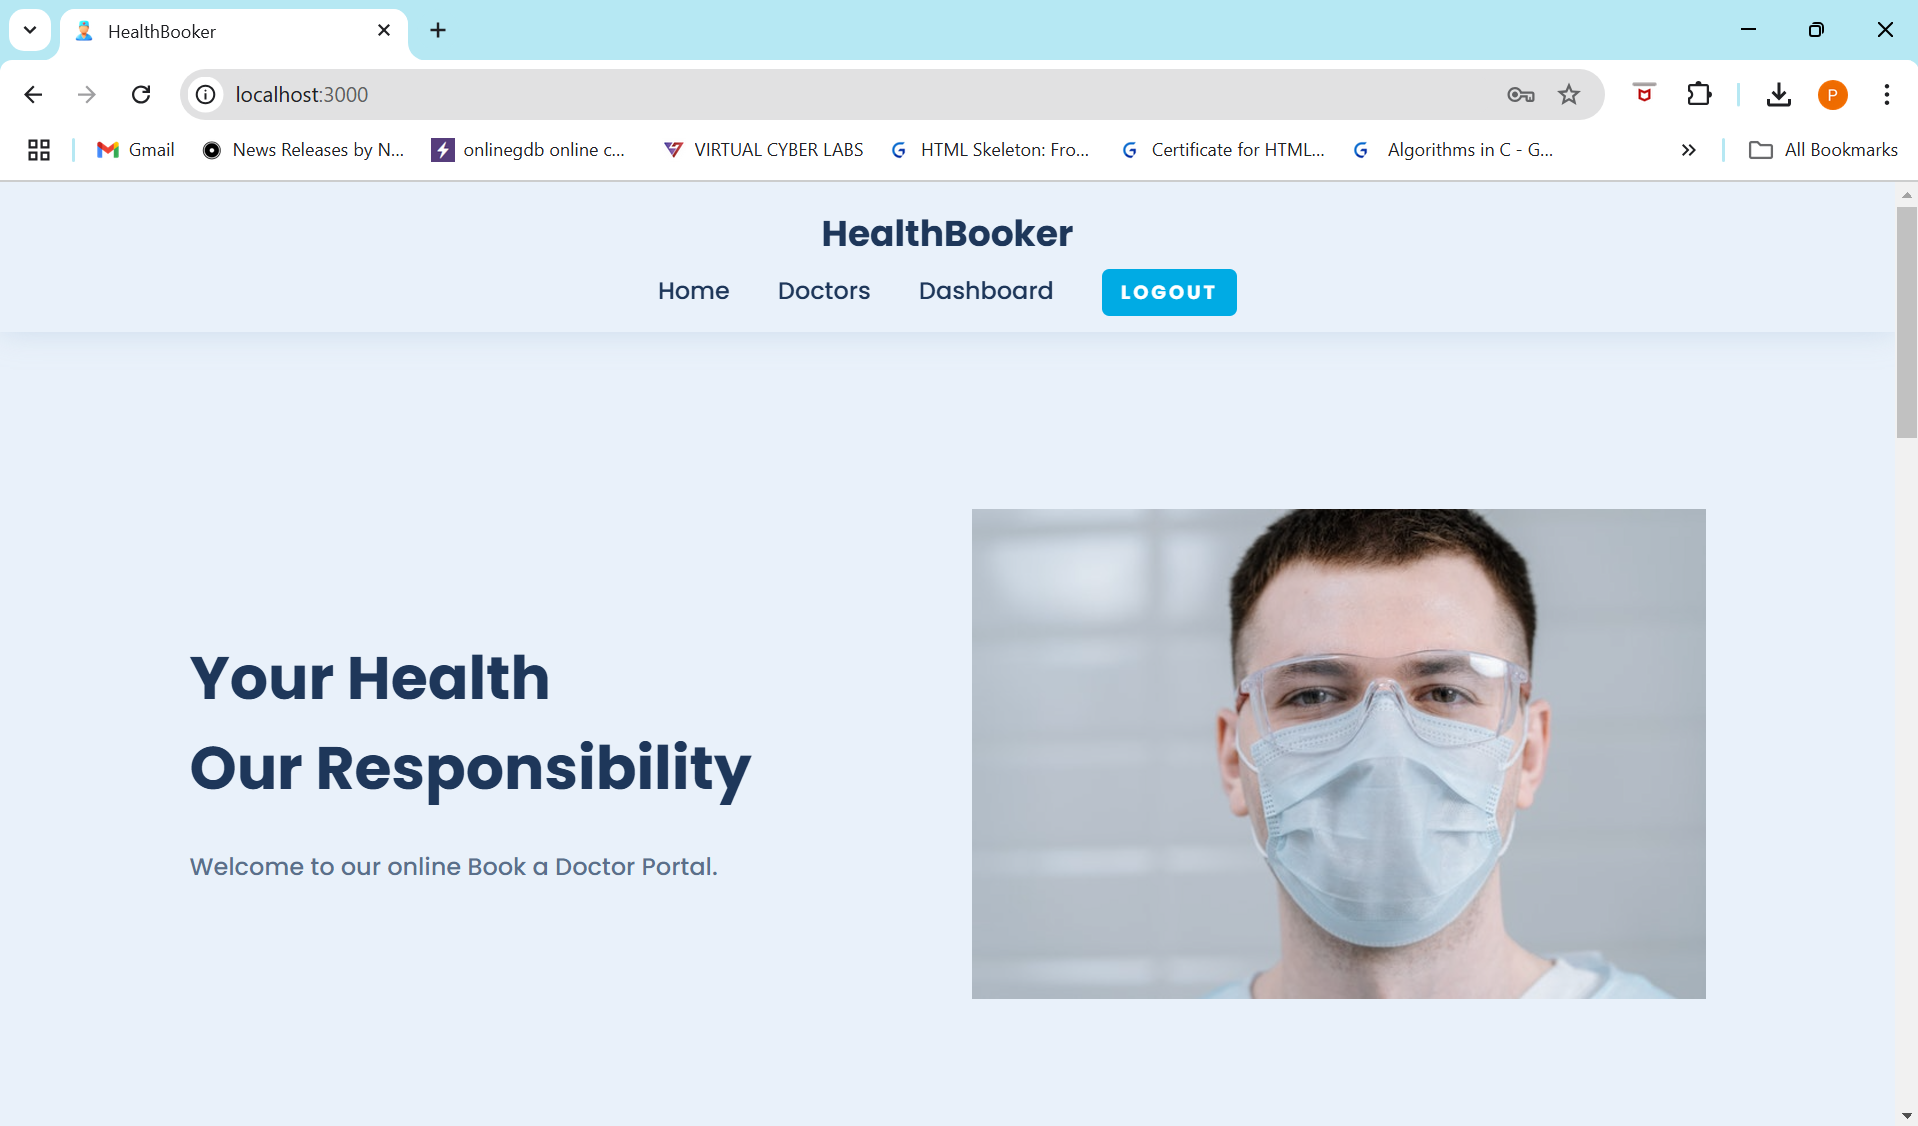 HealthBooker
localhost:3000
P
Gmail
News Releases by N...
onlinegdb online c...
VIRTUAL CYBER LABS
HTML Skeleton: Fro...
Certificate for HTML...
Algorithms in C - G...
All Bookmarks
HealthBooker
Home Doctors Dashboard LOGOUT
Your Health
Our Responsibility
Welcome to our online Book a Doctor Portal.